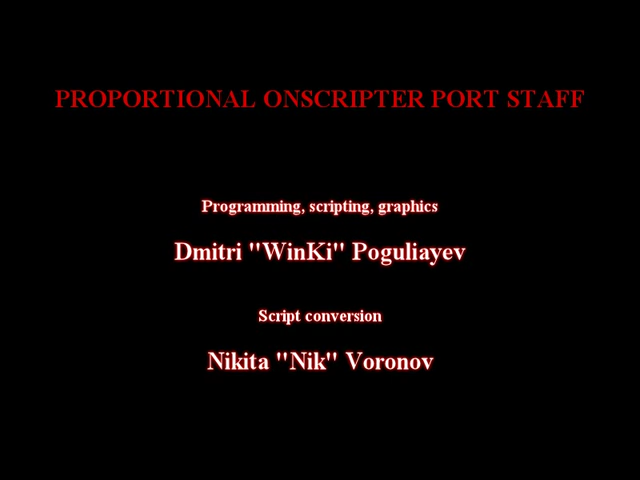 PROPORTIONAL ONSCRIPTER PORT STAFF
Programming, scripting, graphics
Dmitri "WinKi" Poguliayev
Script conversion
Nikita "Nik" Voronov